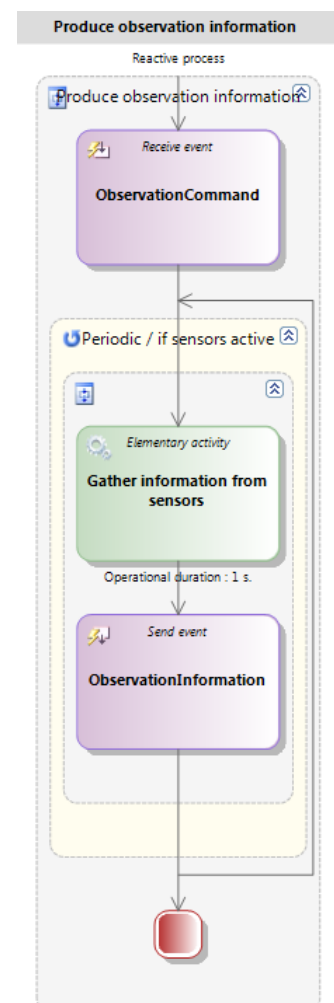 Produce observation information
Reactive process
Produce observation information
Receive event
ObservationCommand
Periodic / if sensors active
Elementary activity
Gather information from
sensors
Operational duration : 1 s.
Send event
ObservationInformation